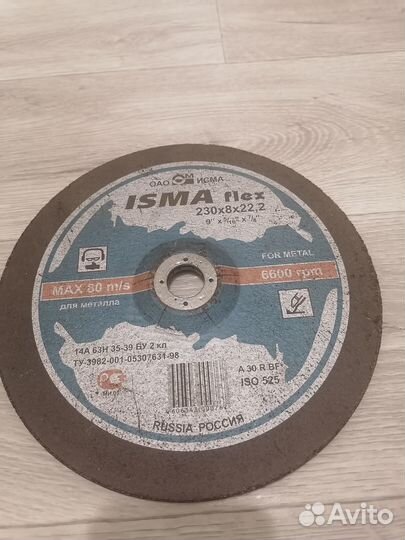 ОАО ИСМА
ISMA flex
230x8x22,2
FOR METAL
MAX 80 m/s
6600 rpm
для металла
14А 63Н 35-39 БУ 2 кл
ТУ-3982-001-05307631-98
A 30 R BF
ISO 525
RUSSIA РОССИЯ
Avito